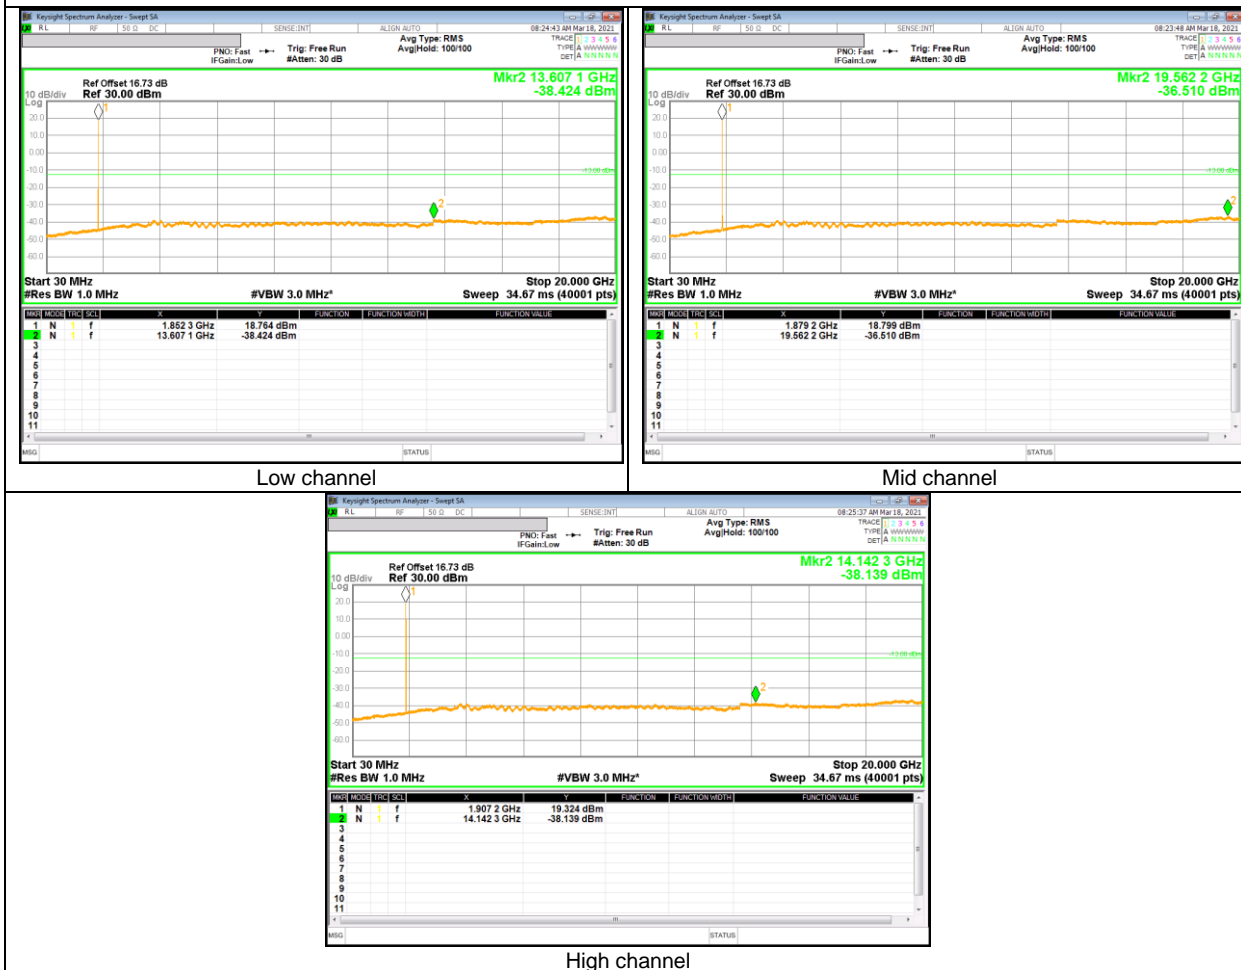 Keysight Spectrum Analyzer - Swept SA
RL RF 50 Ω DC SENSE:INT ALIGN AUTO 08:24:43 AM Mar 18, 2021
Avg Type: RMS TRACE 1 2 3 4 5 6
PNO: Fast Trig: Free Run Avg|Hold: 100/100 TYPE A WWWWW
IFGain:Low #Atten: 30 dB DET A N N N N N
Mkr2 13.607 1 GHz
Ref Offset 16.73 dB
10 dB/div Ref 30.00 dBm -38.424 dBm
Log
1
20.0
10.0
0.00
-10.0
-13.00 dBm
-20.0
-30.0
2
-40.0
-50.0
-60.0
Start 30 MHz Stop 20.000 GHz
#Res BW 1.0 MHz #VBW 3.0 MHz* Sweep 34.67 ms (40001 pts)
MKR MODE TRC SCL X Y FUNCTION FUNCTION WIDTH FUNCTION VALUE
1 N 1 f 1.852 3 GHz 18.764 dBm
2 N 1 f 13.607 1 GHz -38.424 dBm
3
4
5
6
7
8
9
10
11
MSG STATUS
Low channel
Keysight Spectrum Analyzer - Swept SA
RL RF 50 Ω DC SENSE:INT ALIGN AUTO 08:23:48 AM Mar 18, 2021
Avg Type: RMS TRACE 1 2 3 4 5 6
PNO: Fast Trig: Free Run Avg|Hold: 100/100 TYPE A WWWWW
IFGain:Low #Atten: 30 dB DET A N N N N N
Mkr2 19.562 2 GHz
Ref Offset 16.73 dB
10 dB/div Ref 30.00 dBm -36.510 dBm
Log
1
20.0
10.0
0.00
-10.0
-13.00 dBm
-20.0
-30.0
2
-40.0
-50.0
-60.0
Start 30 MHz Stop 20.000 GHz
#Res BW 1.0 MHz #VBW 3.0 MHz* Sweep 34.67 ms (40001 pts)
MKR MODE TRC SCL X Y FUNCTION FUNCTION WIDTH FUNCTION VALUE
1 N 1 f 1.879 2 GHz 18.799 dBm
2 N 1 f 19.562 2 GHz -36.510 dBm
3
4
5
6
7
8
9
10
11
MSG STATUS
Mid channel
Keysight Spectrum Analyzer - Swept SA
RL RF 50 Ω DC SENSE:INT ALIGN AUTO 08:25:37 AM Mar 18, 2021
Avg Type: RMS TRACE 1 2 3 4 5 6
PNO: Fast Trig: Free Run Avg|Hold: 100/100 TYPE A WWWWW
IFGain:Low #Atten: 30 dB DET A N N N N N
Mkr2 14.142 3 GHz
Ref Offset 16.73 dB
10 dB/div Ref 30.00 dBm -38.139 dBm
Log
1
20.0
10.0
0.00
-10.0
-13.00 dBm
-20.0
-30.0
2
-40.0
-50.0
-60.0
Start 30 MHz Stop 20.000 GHz
#Res BW 1.0 MHz #VBW 3.0 MHz* Sweep 34.67 ms (40001 pts)
MKR MODE TRC SCL X Y FUNCTION FUNCTION WIDTH FUNCTION VALUE
1 N 1 f 1.907 2 GHz 19.324 dBm
2 N 1 f 14.142 3 GHz -38.139 dBm
3
4
5
6
7
8
9
10
11
MSG STATUS
High channel